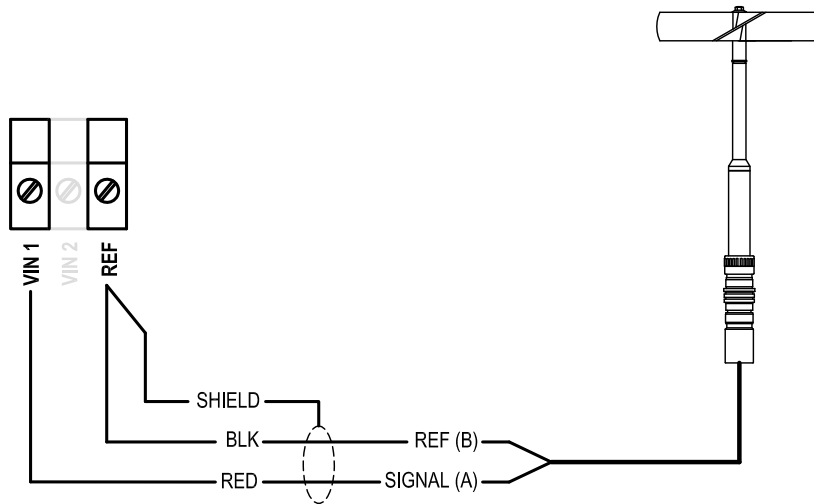 VIN 1
VIN 2
REF
SHIELD
BLK
REF (B)
RED
SIGNAL (A)